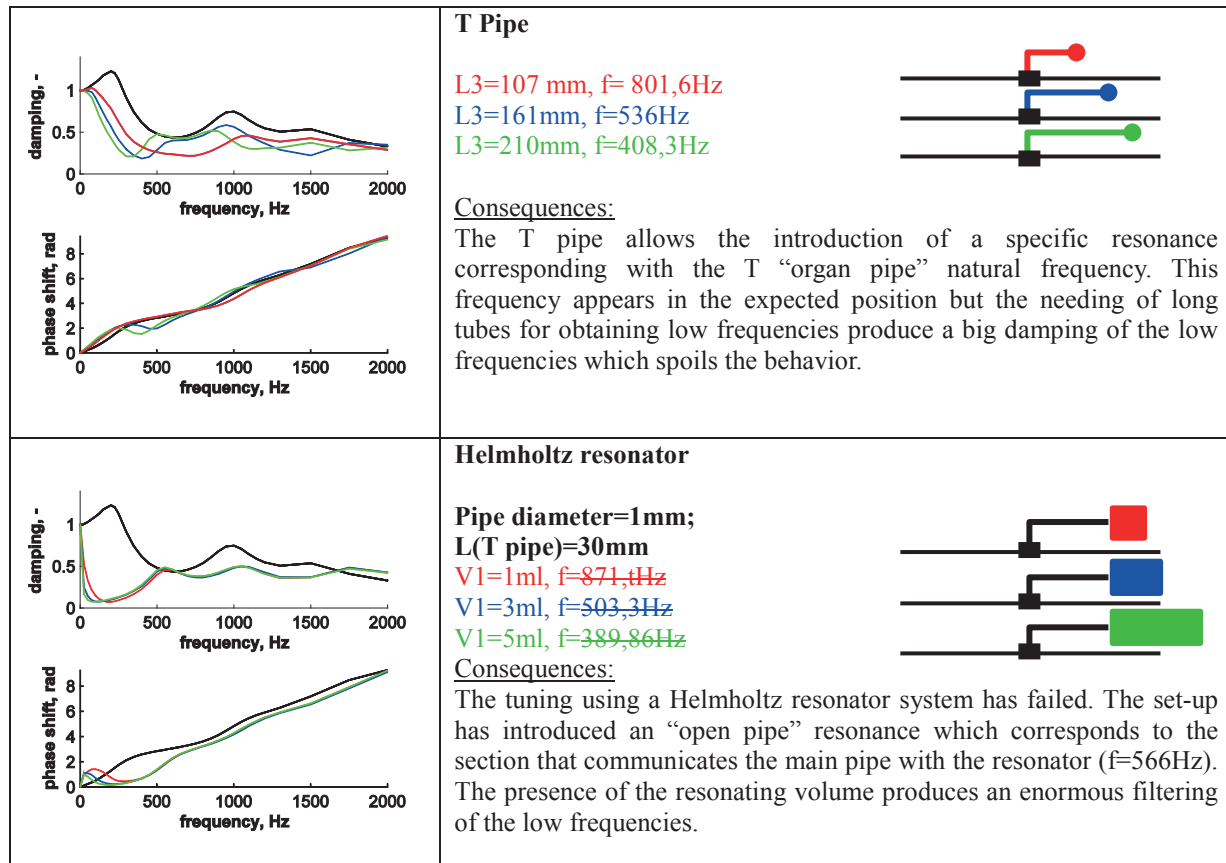 damping, -
1
0.5
0
0 500 1000 1500 2000
frequency, Hz
phase shift, rad
8
6
4
2
0
0 500 1000 1500 2000
frequency, Hz
T Pipe
L3=107 mm, f= 801,6Hz
L3=161mm, f=536Hz
L3=210mm, f=408,3Hz
Consequences:
The T pipe allows the introduction of a specific resonance
corresponding with the T “organ pipe” natural frequency. This
frequency appears in the expected position but the needing of long
tubes for obtaining low frequencies produce a big damping of the low
frequencies which spoils the behavior.
damping, -
1
0.5
0
0 500 1000 1500 2000
frequency, Hz
phase shift, rad
8
6
4
2
0
0 500 1000 1500 2000
frequency, Hz
Helmholtz resonator
Pipe diameter=1mm;
L(T pipe)=30mm
V1=1ml, f=871,tHz
V1=3ml, f=503,3Hz
V1=5ml, f=389,86Hz
Consequences:
The tuning using a Helmholtz resonator system has failed. The set-up
has introduced an “open pipe” resonance which corresponds to the
section that communicates the main pipe with the resonator (f=566Hz).
The presence of the resonating volume produces an enormous filtering
of the low frequencies.